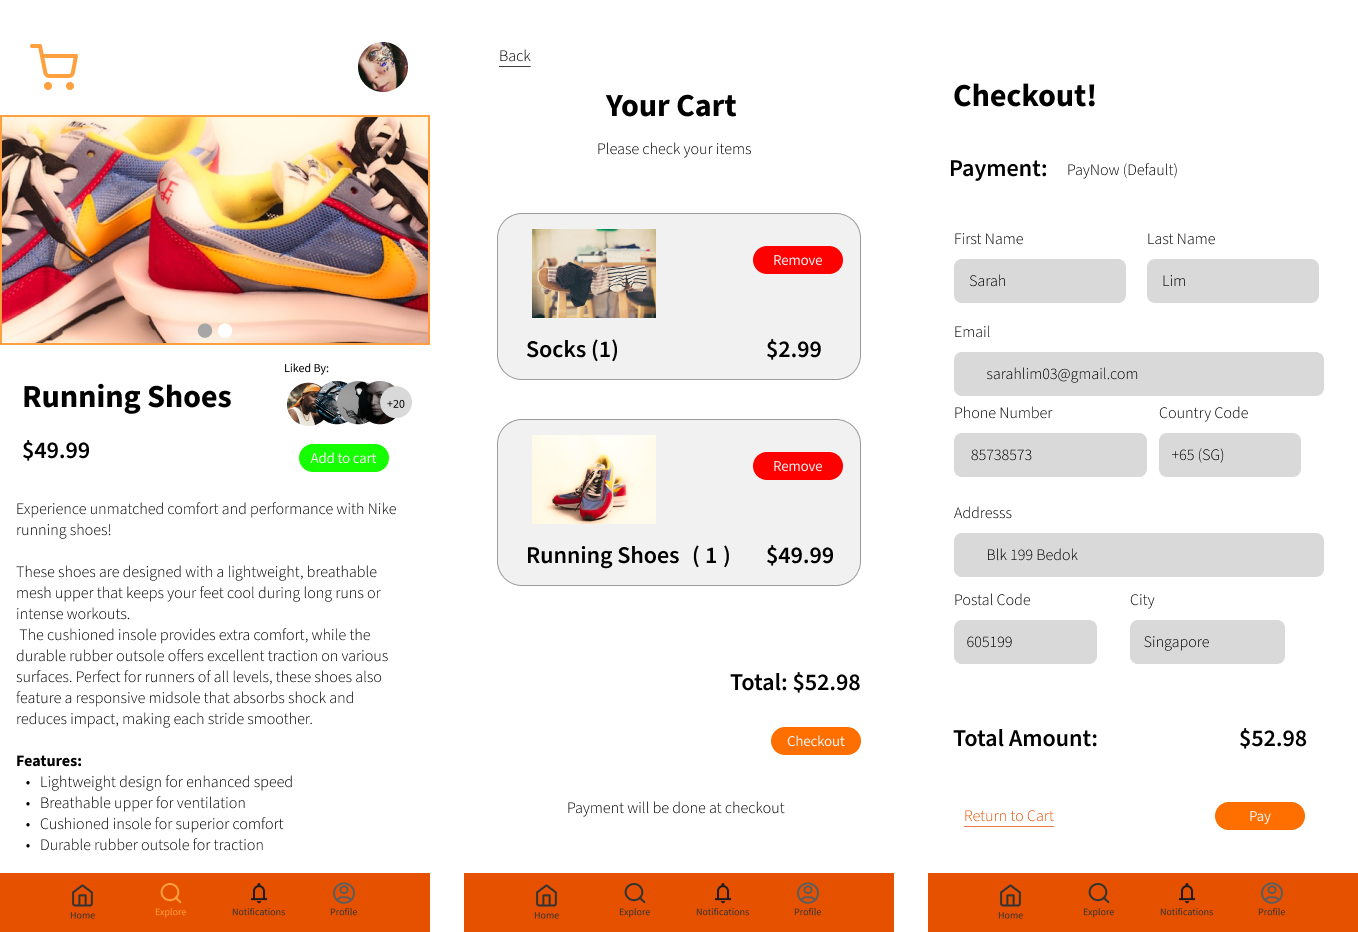 Liked By:
+20
Running Shoes
$49.99
Add to cart
Experience unmatched comfort and performance with Nike
running shoes!
These shoes are designed with a lightweight, breathable
mesh upper that keeps your feet cool during long runs or
intense workouts.
The cushioned insole provides extra comfort, while the
durable rubber outsole offers excellent traction on various
surfaces. Perfect for runners of all levels, these shoes also
feature a responsive midsole that absorbs shock and
reduces impact, making each stride smoother.
Features:
• Lightweight design for enhanced speed
• Breathable upper for ventilation
• Cushioned insole for superior comfort
• Durable rubber outsole for traction
Home Explore Notifications Profile
Back
Your Cart
Please check your items
Remove
Socks (1) $2.99
Remove
Running Shoes ( 1 ) $49.99
Total: $52.98
Checkout
Payment will be done at checkout
Home Explore Notifications Profile
Checkout!
Payment: PayNow (Default)
First Name Last Name
Sarah Lim
Email
sarahlim03@gmail.com
Phone Number Country Code
85738573 +65 (SG)
Addresss
Blk 199 Bedok
Postal Code City
605199 Singapore
Total Amount: $52.98
Return to Cart Pay
Home Explore Notifications Profile